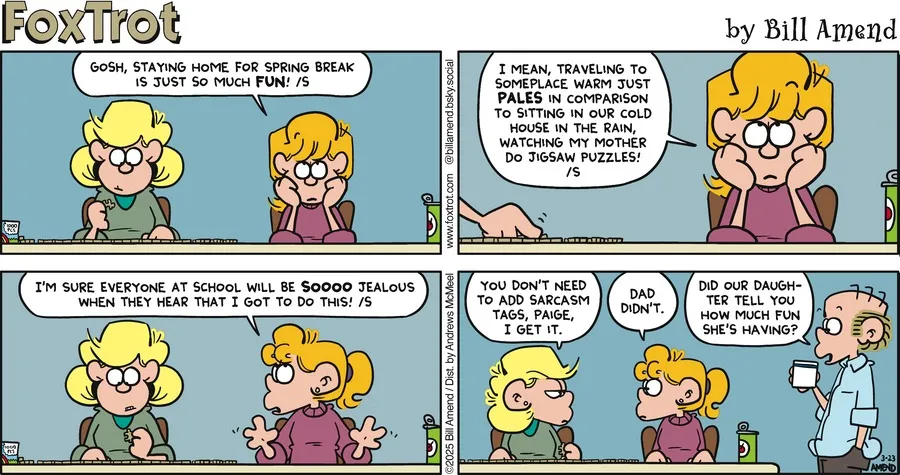 FoxTrot
by Bill Amend
GOSH, STAYING HOME FOR SPRING BREAK
IS JUST SO MUCH FUN! /S
1000
PCS
www.foxtrot.com @billamend.bsky.social
I MEAN, TRAVELING TO
SOMEPLACE WARM JUST
PALES IN COMPARISON
TO SITTING IN OUR COLD
HOUSE IN THE RAIN,
WATCHING MY MOTHER
DO JIGSAW PUZZLES!
/S
I'M SURE EVERYONE AT SCHOOL WILL BE SOOOO JEALOUS
WHEN THEY HEAR THAT I GOT TO DO THIS! /S
1000
PCS
©2025 Bill Amend / Dist. by Andrews McMeel
YOU DON'T NEED
TO ADD SARCASM
TAGS, PAIGE,
I GET IT.
DAD
DIDN'T.
DID OUR DAUGH-
TER TELL YOU
HOW MUCH FUN
SHE'S HAVING?
3-23
AMEND